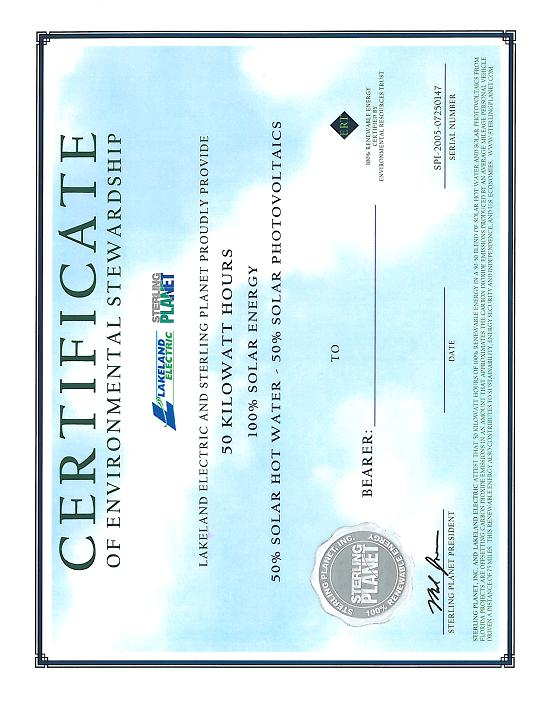 CERTIFICATE
OF ENVIRONMENTAL STEWARDSHIP
LAKELAND
ELECTRIC
STERLING
PLANET
LAKELAND ELECTRIC AND STERLING PLANET PROUDLY PROVIDE
50 KILOWATT HOURS
100% SOLAR ENERGY
50% SOLAR HOT WATER - 50% SOLAR PHOTOVOLTAICS
TO
BEARER:
STERLING PLANET, INC.
STERLING
PLANET
100% RENEWABLE ENERGY
ERT
100% RENEWABLE ENERGY
CERTIFIED BY
ENVIRONMENTAL RESOURCES TRUST
STERLING PLANET PRESIDENT
DATE
SPI-2005-07250147
SERIAL NUMBER
STERLING PLANET, INC. AND LAKELAND ELECTRIC ATTEST THAT 50 KILOWATT HOURS OF 100% RENEWABLE ENERGY IN A 50-50 BLEND OF SOLAR HOT WATER AND SOLAR PHOTOVOLTAICS FROM
FLORIDA PROJECTS ARE OFFSETTING CARBON DIOXIDE EMISSIONS IN AN AMOUNT THAT APPROXIMATES THE CARBON DIOXIDE EMISSIONS PRODUCED BY AN AVERAGE-MILEAGE PERSONAL VEHICLE
DRIVEN A DISTANCE OF 75 MILES. THIS RENEWABLE ENERGY ALSO CONTRIBUTES TO SUSTAINABILITY, ENERGY SECURITY AND INDEPENDENCE, AND U.S. ECONOMIES. WWW.STERLINGPLANET.COM